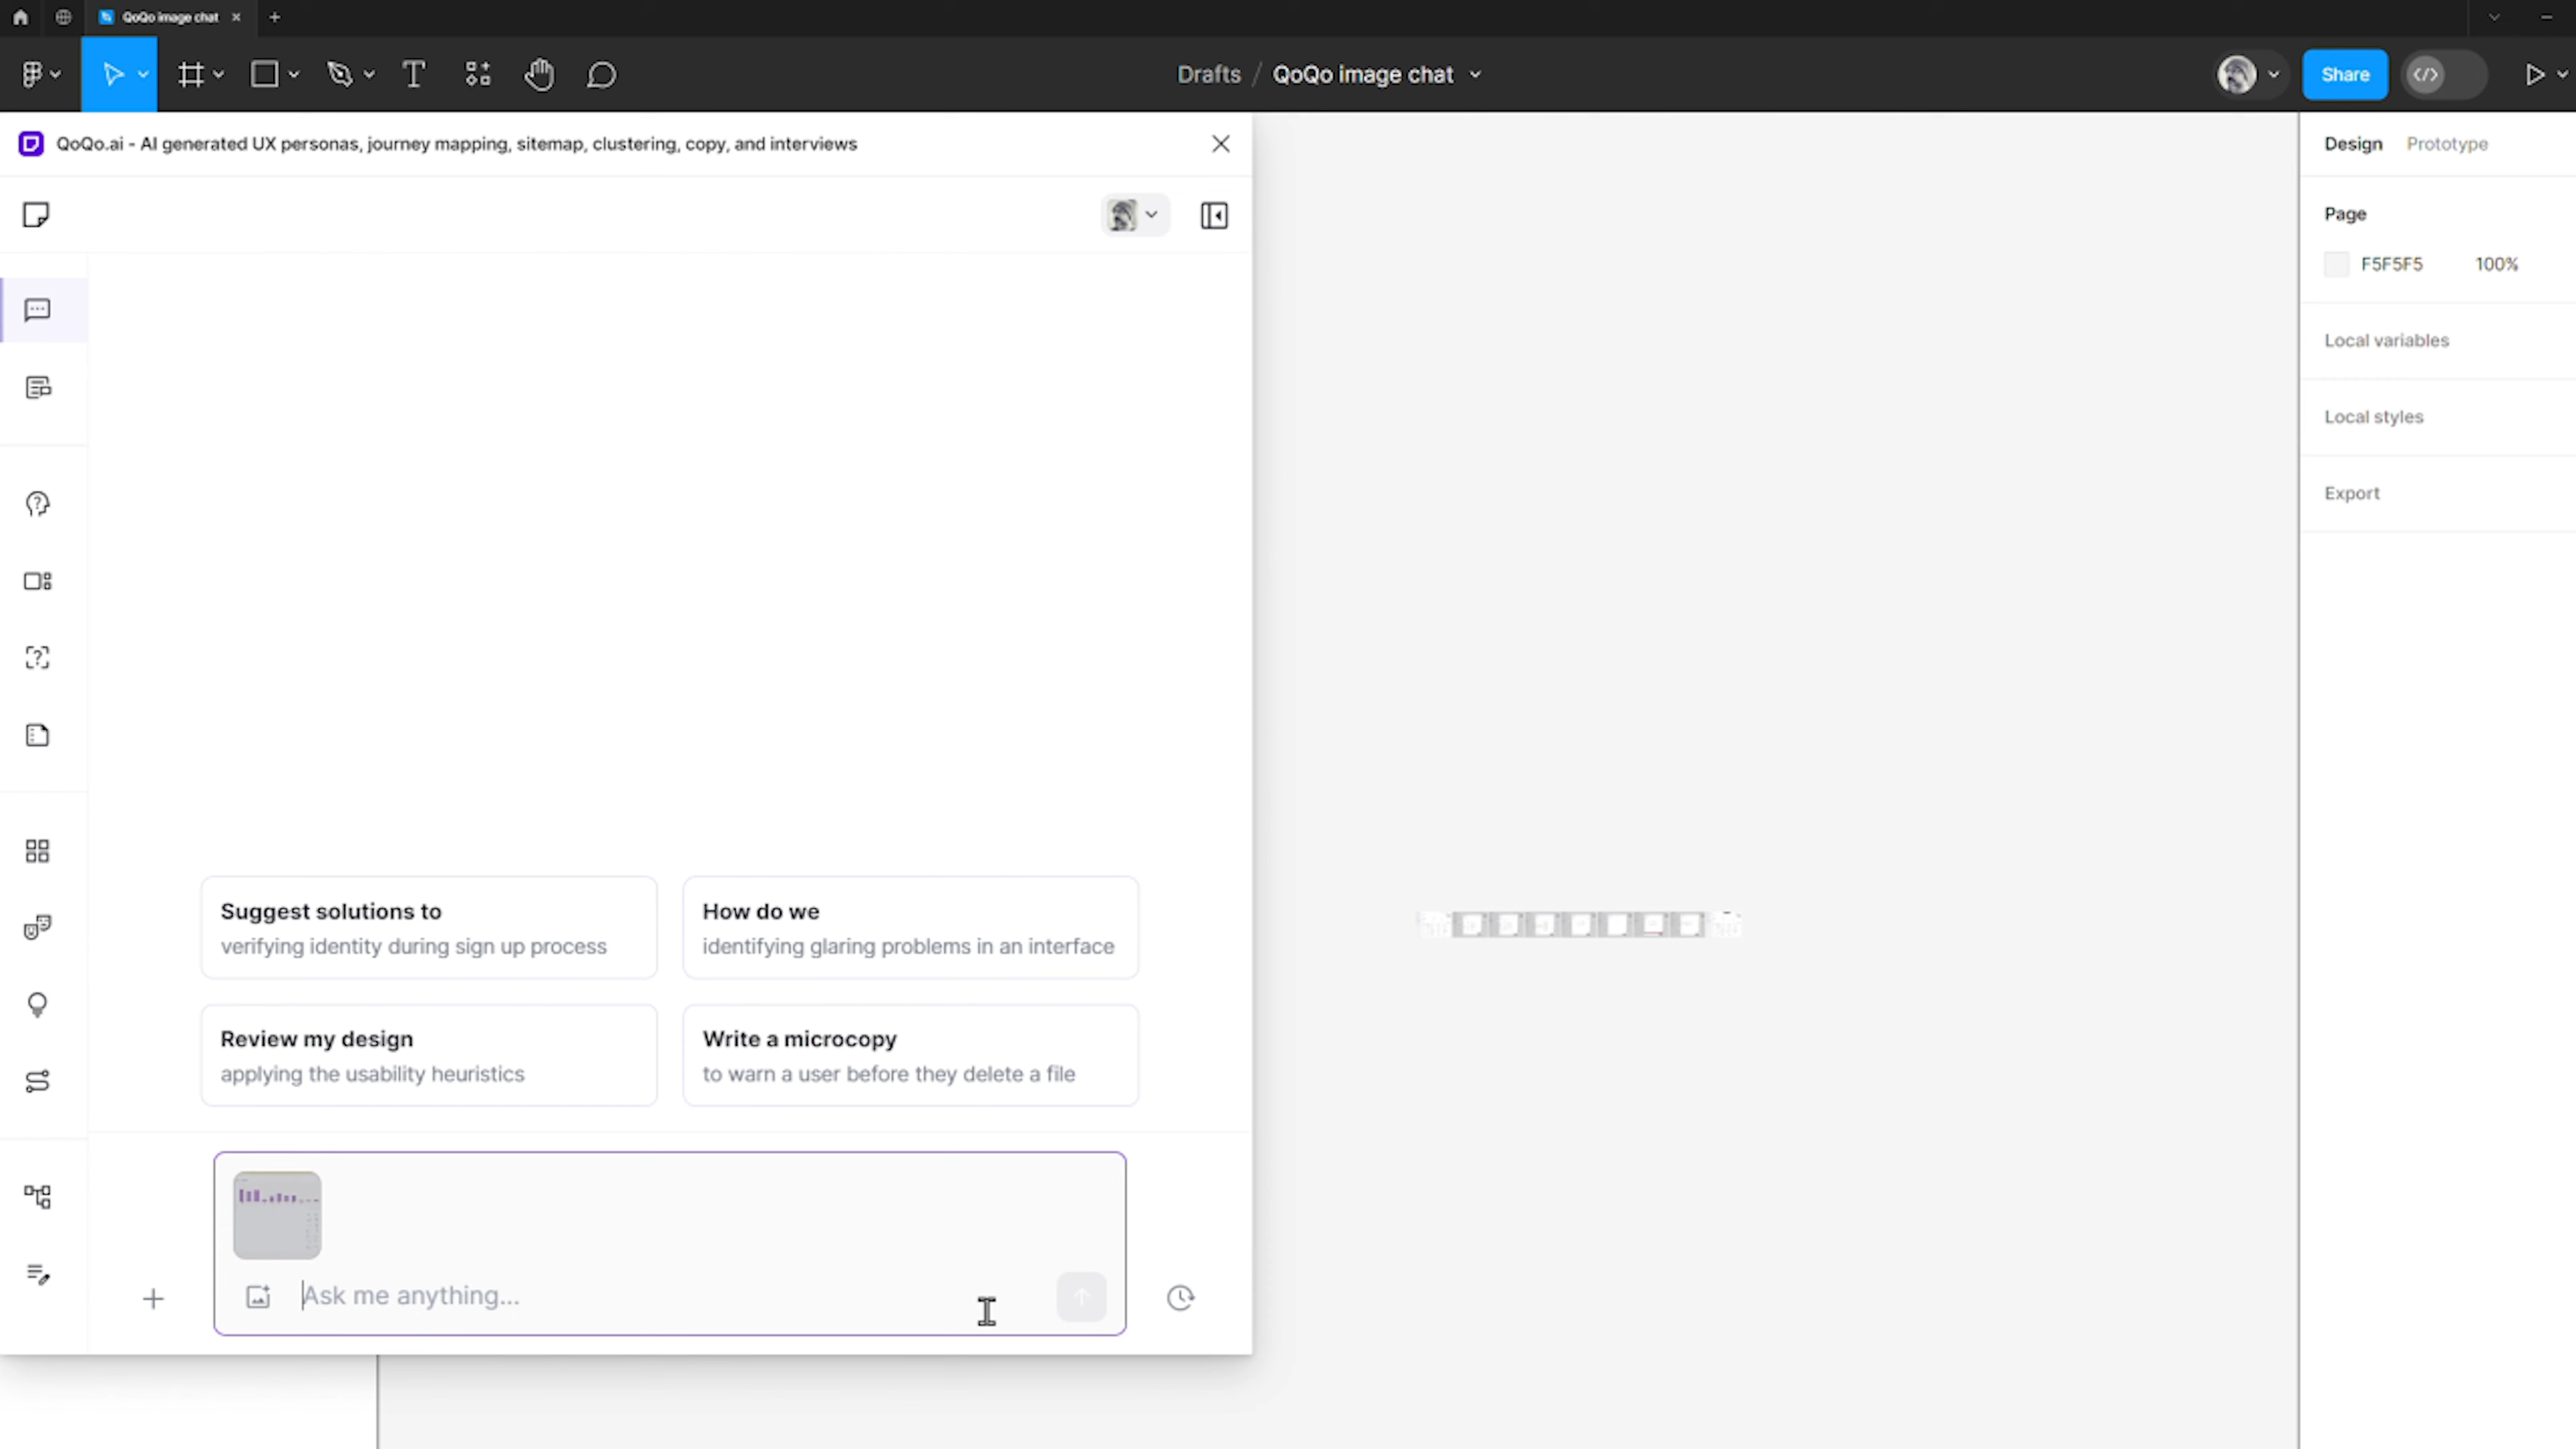 QoQo image chat
Drafts / QoQo image chat
Share
QoQo.ai - AI generated UX personas, journey mapping, sitemap, clustering, copy, and interviews
Design Prototype
Page
F5F5F5 100%
Local variables
Local styles
Export
Suggest solutions to
verifying identity during sign up process
How do we
identifying glaring problems in an interface
Review my design
applying the usability heuristics
Write a microcopy
to warn a user before they delete a file
Ask me anything...